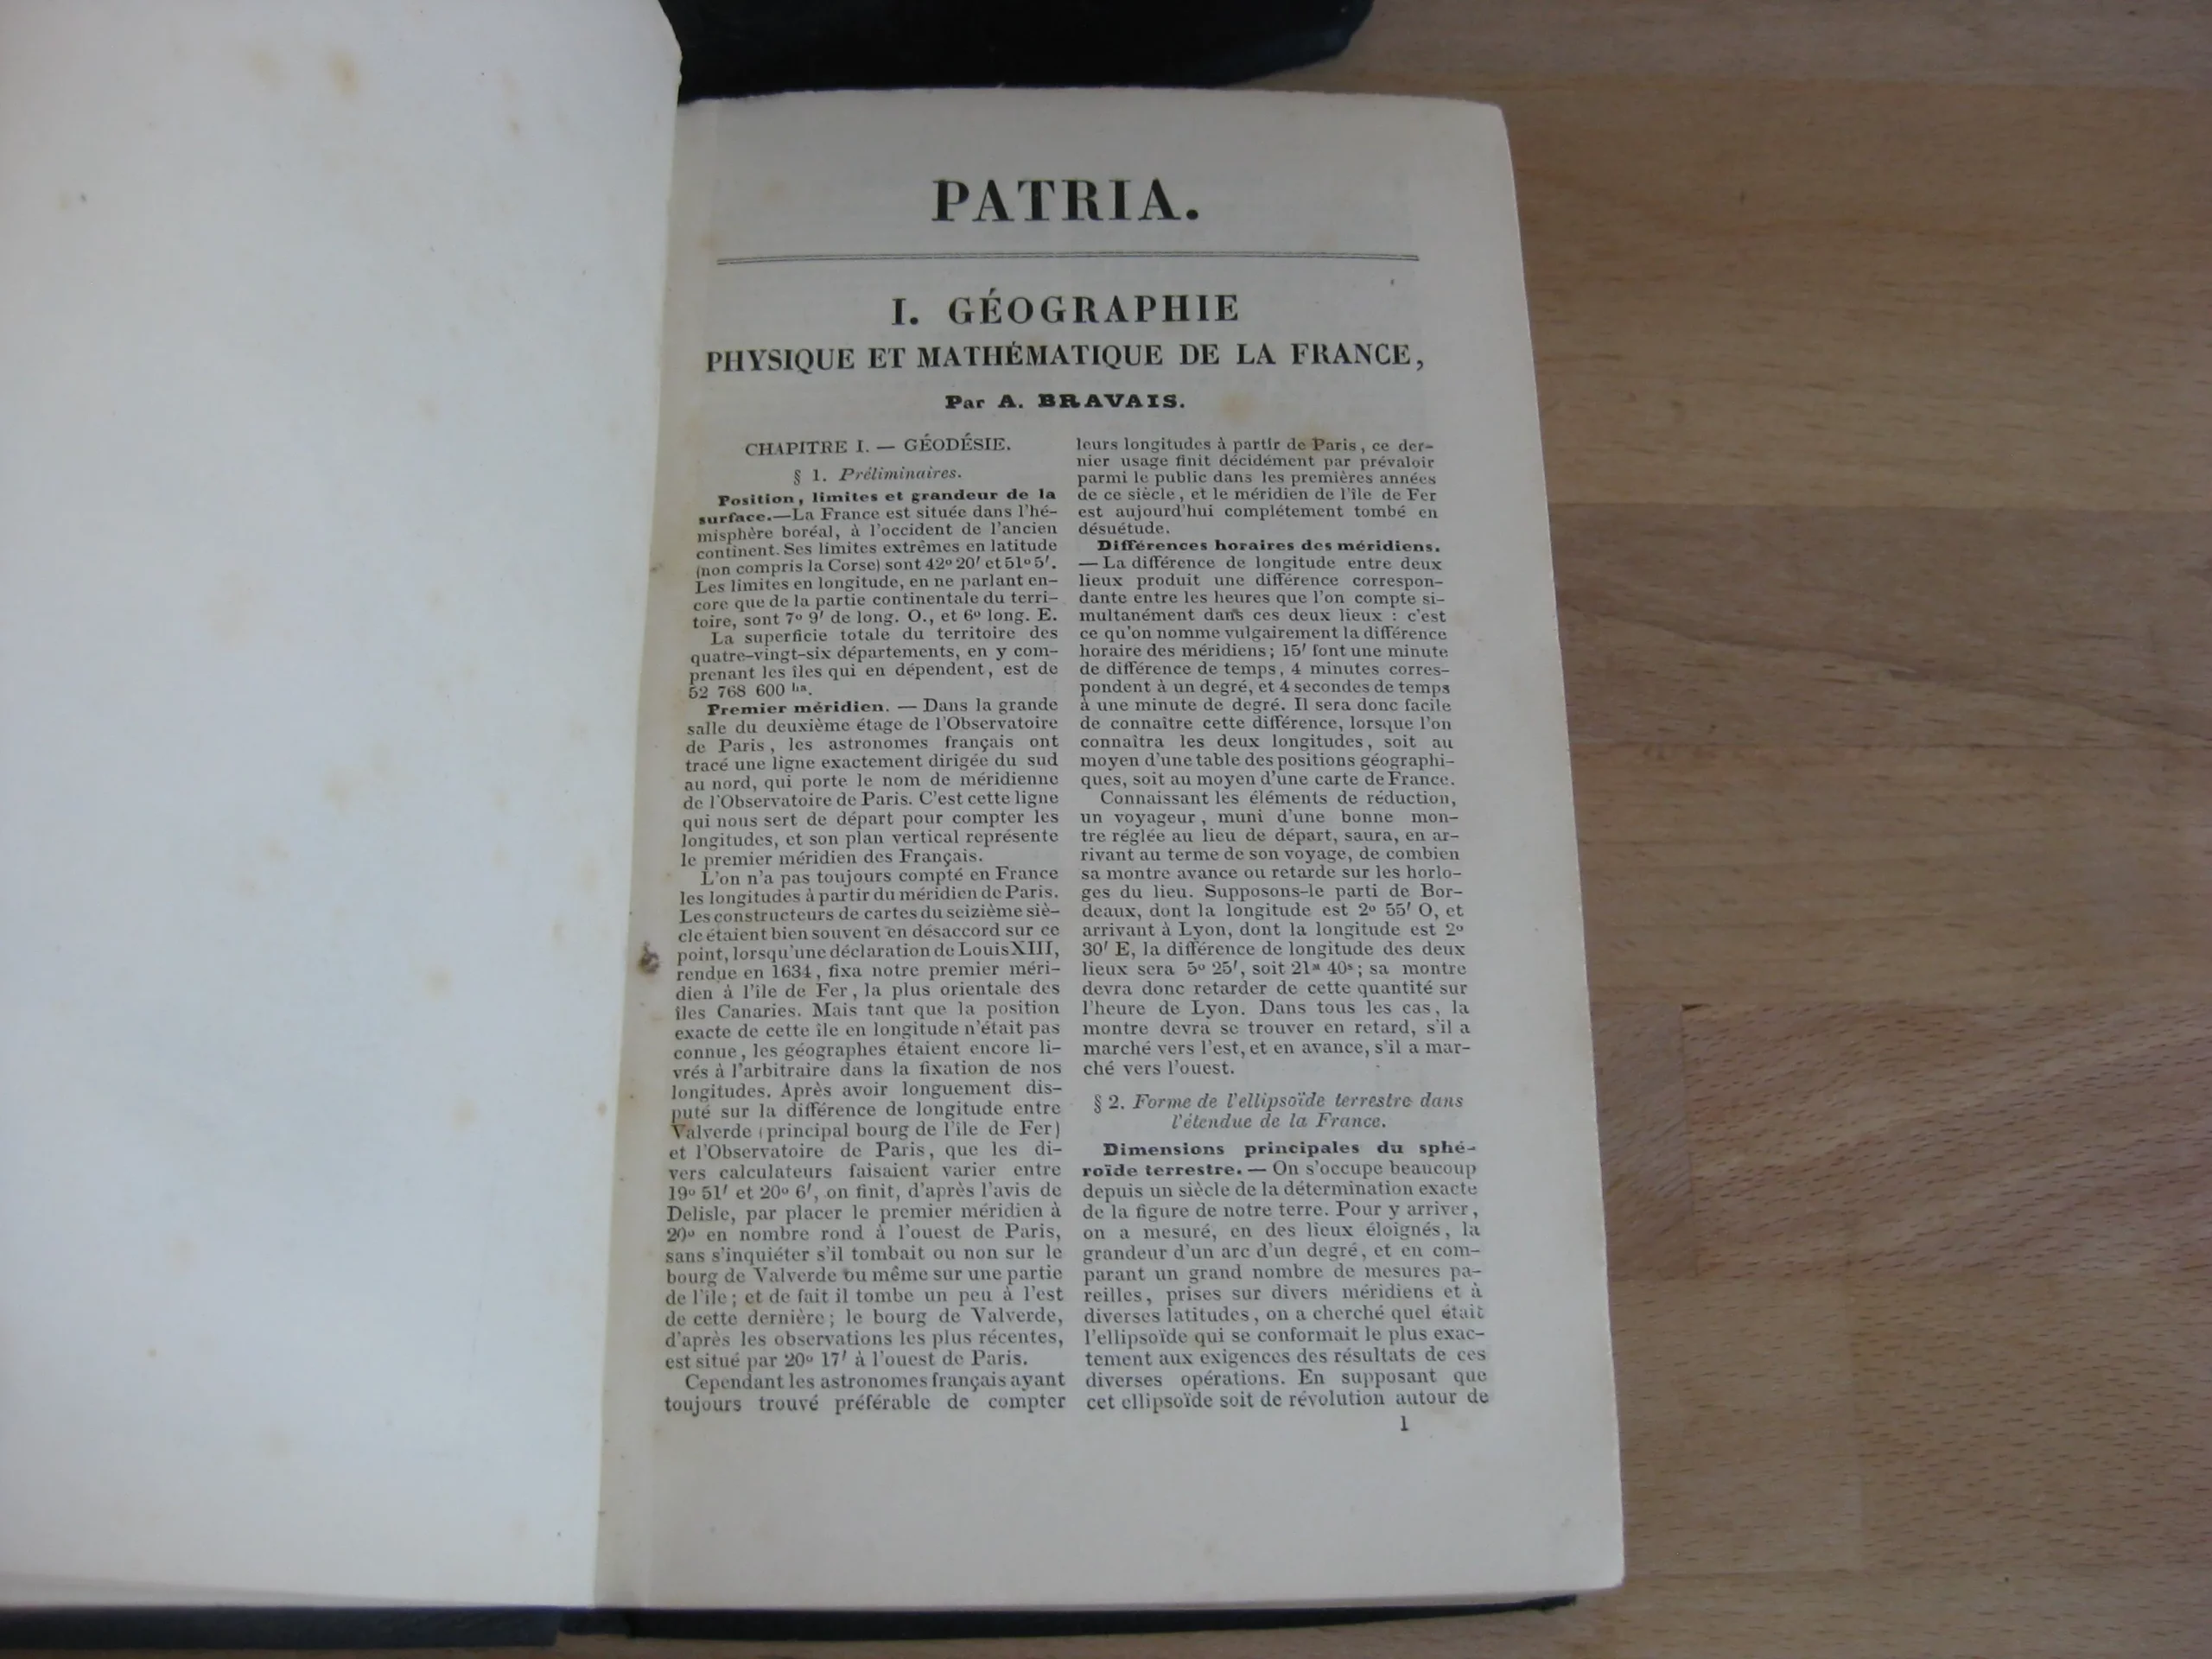 PATRIA.
I. GÉOGRAPHIE
PHYSIQUE ET MATHÉMATIQUE DE LA FRANCE,
Par A. BRAVAIS.
CHAPITRE I. — GÉODÉSIE.
§ 1. Préliminaires.
Position, limites et grandeur de la
surface.—La France est située dans l'hé-
misphère boréal, à l'occident de l'ancien
continent. Ses limites extrêmes en latitude
(non compris la Corse) sont 42º 20′ et 51º 5′.
Les limites en longitude, en ne parlant en-
core que de la partie continentale du terri-
toire, sont 7º 9′ de long. O., et 6º long. E.
La superficie totale du territoire des
quatre-vingt-six départements, en y com-
prenant les îles qui en dépendent, est de
52 768 600 ha.
Premier méridien. — Dans la grande
salle du deuxième étage de l'Observatoire
de Paris, les astronomes français ont
tracé une ligne exactement dirigée du sud
au nord, qui porte le nom de méridienne
de l'Observatoire de Paris. C'est cette ligne
qui nous sert de départ pour compter les
longitudes, et son plan vertical représente
le premier méridien des Français.
L'on n'a pas toujours compté en France
les longitudes à partir du méridien de Paris.
Les constructeurs de cartes du seizième siè-
cle étaient bien souvent en désaccord sur ce
point, lorsqu'une déclaration de Louis XIII,
rendue en 1634, fixa notre premier méri-
dien à l'île de Fer, la plus orientale des
îles Canaries. Mais tant que la position
exacte de cette île en longitude n'était pas
connue, les géographes étaient encore li-
vrés à l'arbitraire dans la fixation de nos
longitudes. Après avoir longuement dis-
puté sur la différence de longitude entre
Valverde (principal bourg de l'île de Fer)
et l'Observatoire de Paris, que les di-
vers calculateurs faisaient varier entre
19º 51′ et 20º 6′, on finit, d'après l'avis de
Delisle, par placer le premier méridien à
20º en nombre rond à l'ouest de Paris,
sans s'inquiéter s'il tombait ou non sur le
bourg de Valverde ou même sur une partie
de l'île; et de fait il tombe un peu à l'est
de cette dernière; le bourg de Valverde,
d'après les observations les plus récentes,
est situé par 20º 17′ à l'ouest de Paris.
Cependant les astronomes français ayant
toujours trouvé préférable de compter
leurs longitudes à partir de Paris, ce der-
nier usage finit décidément par prévaloir
parmi le public dans les premières années
de ce siècle, et le méridien de l'île de Fer
est aujourd'hui complétement tombé en
désuétude.
Différences horaires des méridiens.
— La différence de longitude entre deux
lieux produit une différence correspon-
dante entre les heures que l'on compte si-
multanément dans ces deux lieux : c'est
ce qu'on nomme vulgairement la différence
horaire des méridiens; 15′ font une minute
de différence de temps, 4 minutes corres-
pondent à un degré, et 4 secondes de temps
à une minute de degré. Il sera donc facile
de connaître cette différence, lorsque l'on
connaîtra les deux longitudes, soit au
moyen d'une table des positions géographi-
ques, soit au moyen d'une carte de France.
Connaissant les éléments de réduction,
un voyageur, muni d'une bonne mon-
tre réglée au lieu de départ, saura, en ar-
rivant au terme de son voyage, de combien
sa montre avance ou retarde sur les horlo-
ges du lieu. Supposons-le parti de Bor-
deaux, dont la longitude est 2º 55′ O, et
arrivant à Lyon, dont la longitude est 2º
30′ E, la différence de longitude des deux
lieux sera 5º 25′, soit 21m 40s; sa montre
devra donc retarder de cette quantité sur
l'heure de Lyon. Dans tous les cas, la
montre devra se trouver en retard, s'il a
marché vers l'est, et en avance, s'il a mar-
ché vers l'ouest.
§ 2. Forme de l'ellipsoïde terrestre dans
l'étendue de la France.
Dimensions principales du sphé-
roïde terrestre. — On s'occupe beaucoup
depuis un siècle de la détermination exacte
de la figure de notre terre. Pour y arriver,
on a mesuré, en des lieux éloignés, la
grandeur d'un arc d'un degré, et en com-
parant un grand nombre de mesures pa-
reilles, prises sur divers méridiens et à
diverses latitudes, on a cherché quel était
l'ellipsoïde qui se conformait le plus exac-
tement aux exigences des résultats de ces
diverses opérations. En supposant que
cet ellipsoïde soit de révolution autour de
1